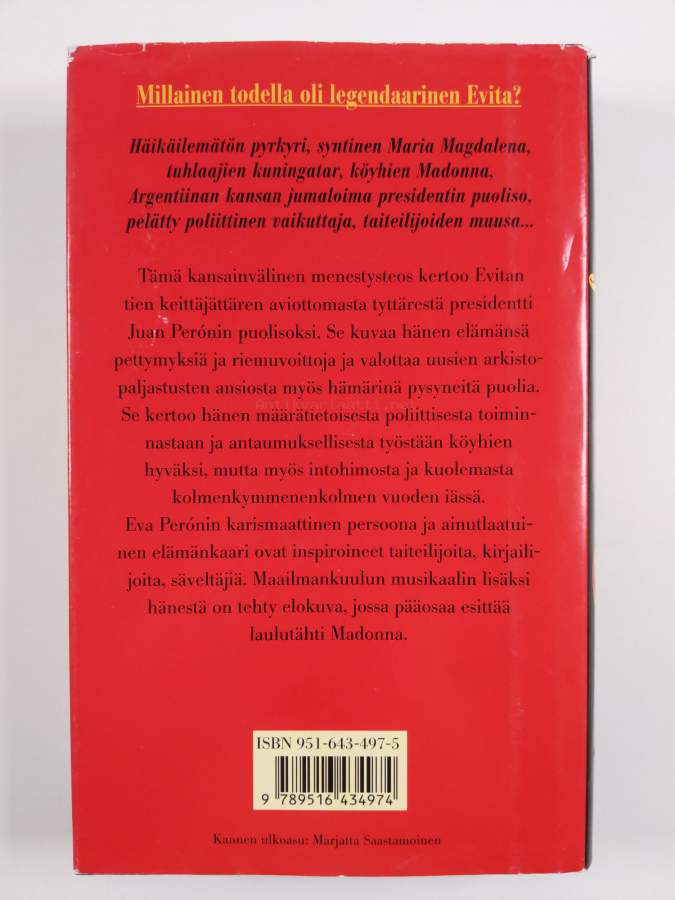 Millainen todella oli legendaarinen Evita?
Häikäilemätön pyrkyri, syntinen Maria Magdalena,
tuhlaajien kuningatar, köyhien Madonna,
Argentiinan kansan jumaloima presidentin puoliso,
pelätty poliittinen vaikuttaja, taiteilijoiden muusa...
Tämä kansainvälinen menestysteos kertoo Evitan
tien keittäjättären aviottomasta tyttärestä presidentti
Juan Perónin puolisoksi. Se kuvaa hänen elämänsä
pettymyksiä ja riemuvoittoja ja valottaa uusien arkisto-
paljastusten ansiosta myös hämärinä pysyneitä puolia.
Antikvariaatti.net
Se kertoo hänen määrätietoisesta poliittisesta toimin-
nastaan ja antaumuksellisesta työstään köyhien
hyväksi, mutta myös intohimosta ja kuolemasta
kolmenkymmenenkolmen vuoden iässä.
Eva Perónin karismaattinen persoona ja ainutlaatui-
nen elämänkaari ovat inspiroineet taiteilijoita, kirjaili-
joita, säveltäjiä. Maailmankuulun musikaalin lisäksi
hänestä on tehty elokuva, jossa pääosaa esittää
laulutähti Madonna.
ISBN 951-643-497-5
9 789516 434974
Kannen ulkoasu: Marjatta Saastamoinen